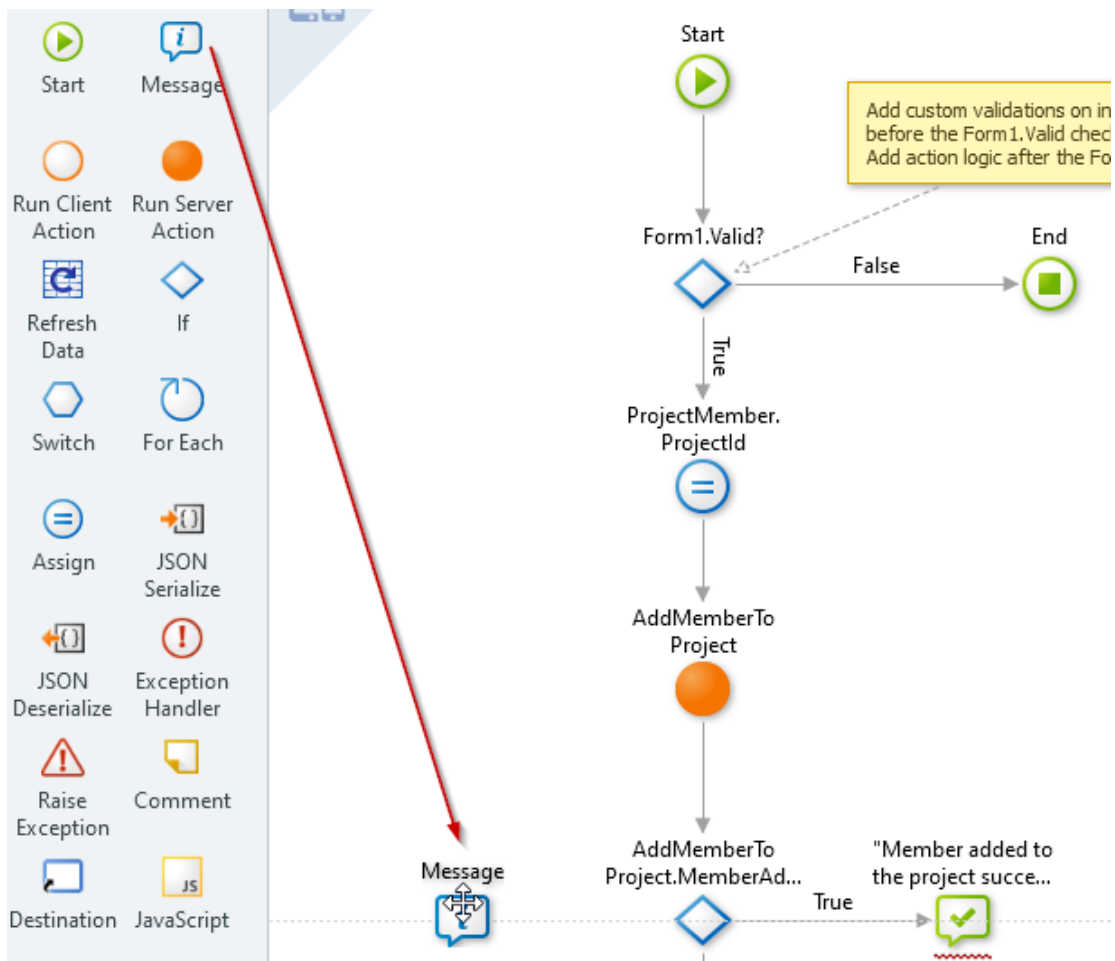 Start
Message
Run Client
Action
Run Server
Action
Refresh
Data
If
Switch
For Each
Assign
JSON
Serialize
JSON
Deserialize
Exception
Handler
Raise
Exception
Comment
Destination
JS
JavaScript
Start
Add custom validations on in
before the Form1.Valid chec
Add action logic after the Fo
Form1.Valid?
False
End
True
ProjectMember.
ProjectId
AddMemberTo
Project
Message
AddMemberTo
Project.MemberAd...
True
"Member added to
the project succe...